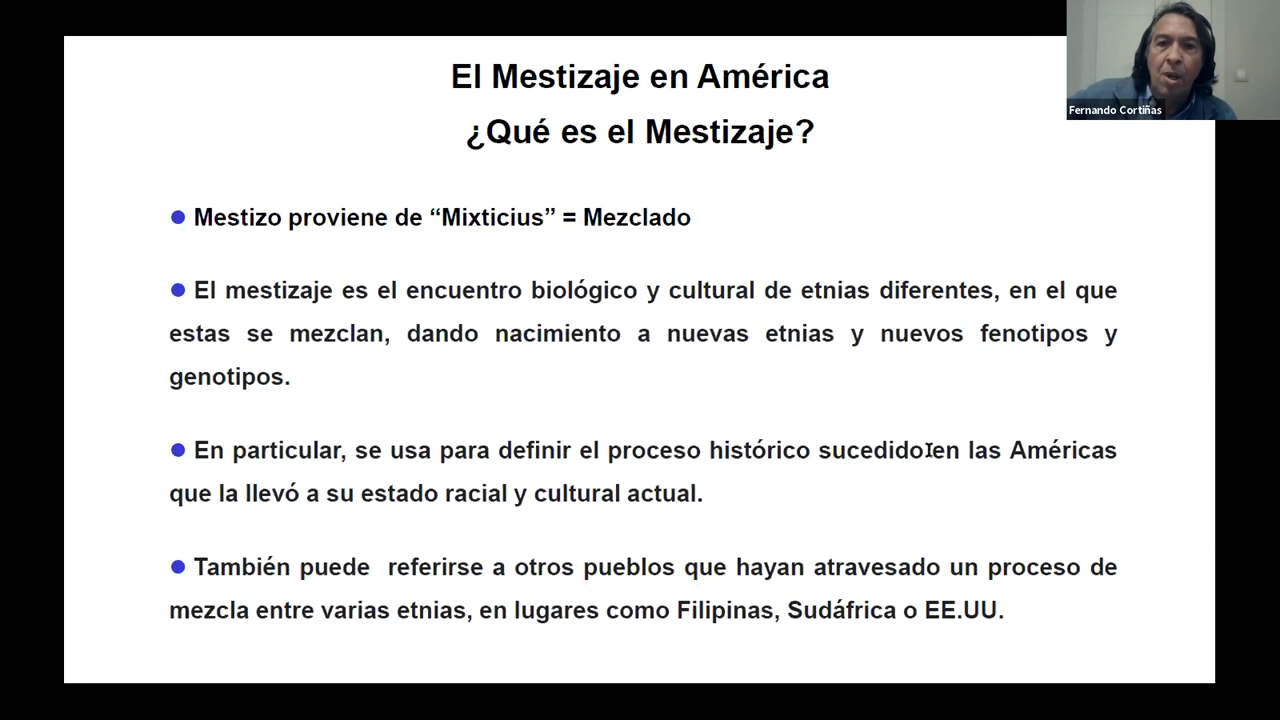 El Mestizaje en América
¿Qué es el Mestizaje?
Fernando Cortiñas
● Mestizo proviene de “Mixticius” = Mezclado
● El mestizaje es el encuentro biológico y cultural de etnias diferentes, en el que
estas se mezclan, dando nacimiento a nuevas etnias y nuevos fenotipos y
genotipos.
● En particular, se usa para definir el proceso histórico sucedido en las Américas
que la llevó a su estado racial y cultural actual.
● También puede referirse a otros pueblos que hayan atravesado un proceso de
mezcla entre varias etnias, en lugares como Filipinas, Sudáfrica o EE.UU.